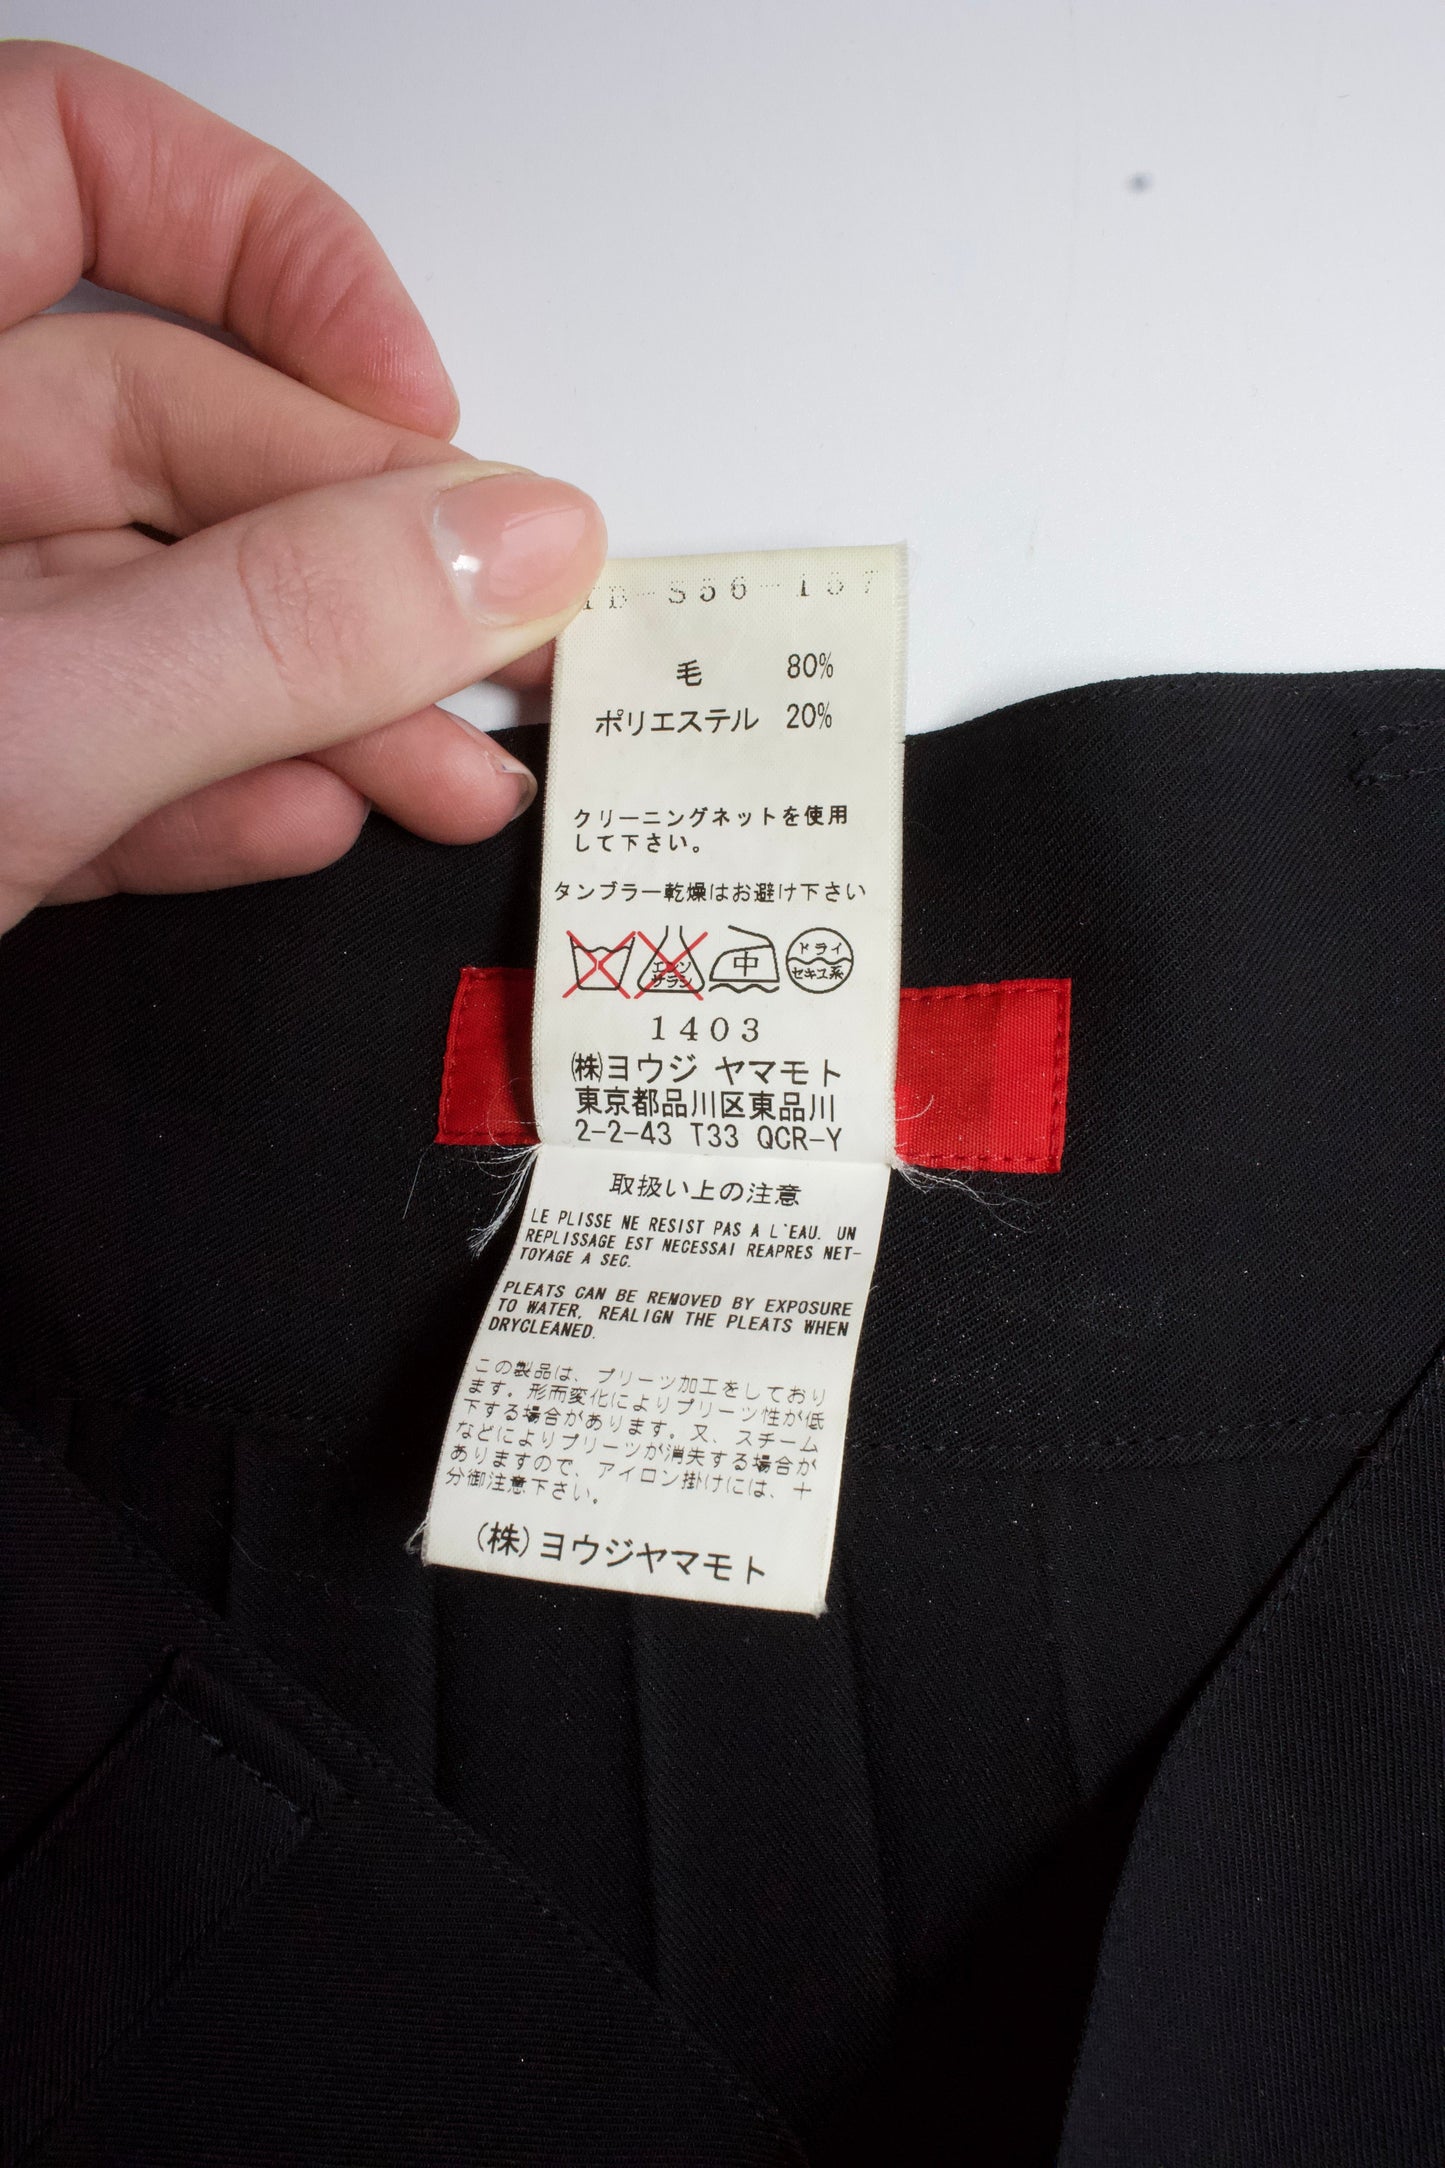 毛 80%
ポリエステル 20%
クリーニングネットを使用
して下さい。
タンブラー乾燥はお避け下さい
エンソ
サラシ
中
ドライ
セキユ系
1403
㈱ヨウジ ヤマモト
東京都品川区東品川
2-2-43 T33 QCR-Y
取扱い上の注意
LE PLISSE NE RESIST PAS A L`EAU. UN
REPLISSAGE EST NECESSAI REAPRES NET-
TOYAGE A SEC.
PLEATS CAN BE REMOVED BY EXPOSURE
TO WATER, REALIGN THE PLEATS WHEN
DRYCLEANED.
この製品は、プリーツ加工をしており
ます。形而変化によりプリーツ性が低
下する場合があります。又、スチーム
などによりプリーツが消失する場合が
ありますので、アイロン掛けには、十
分御注意下さい。
(株)ヨウジヤマモト